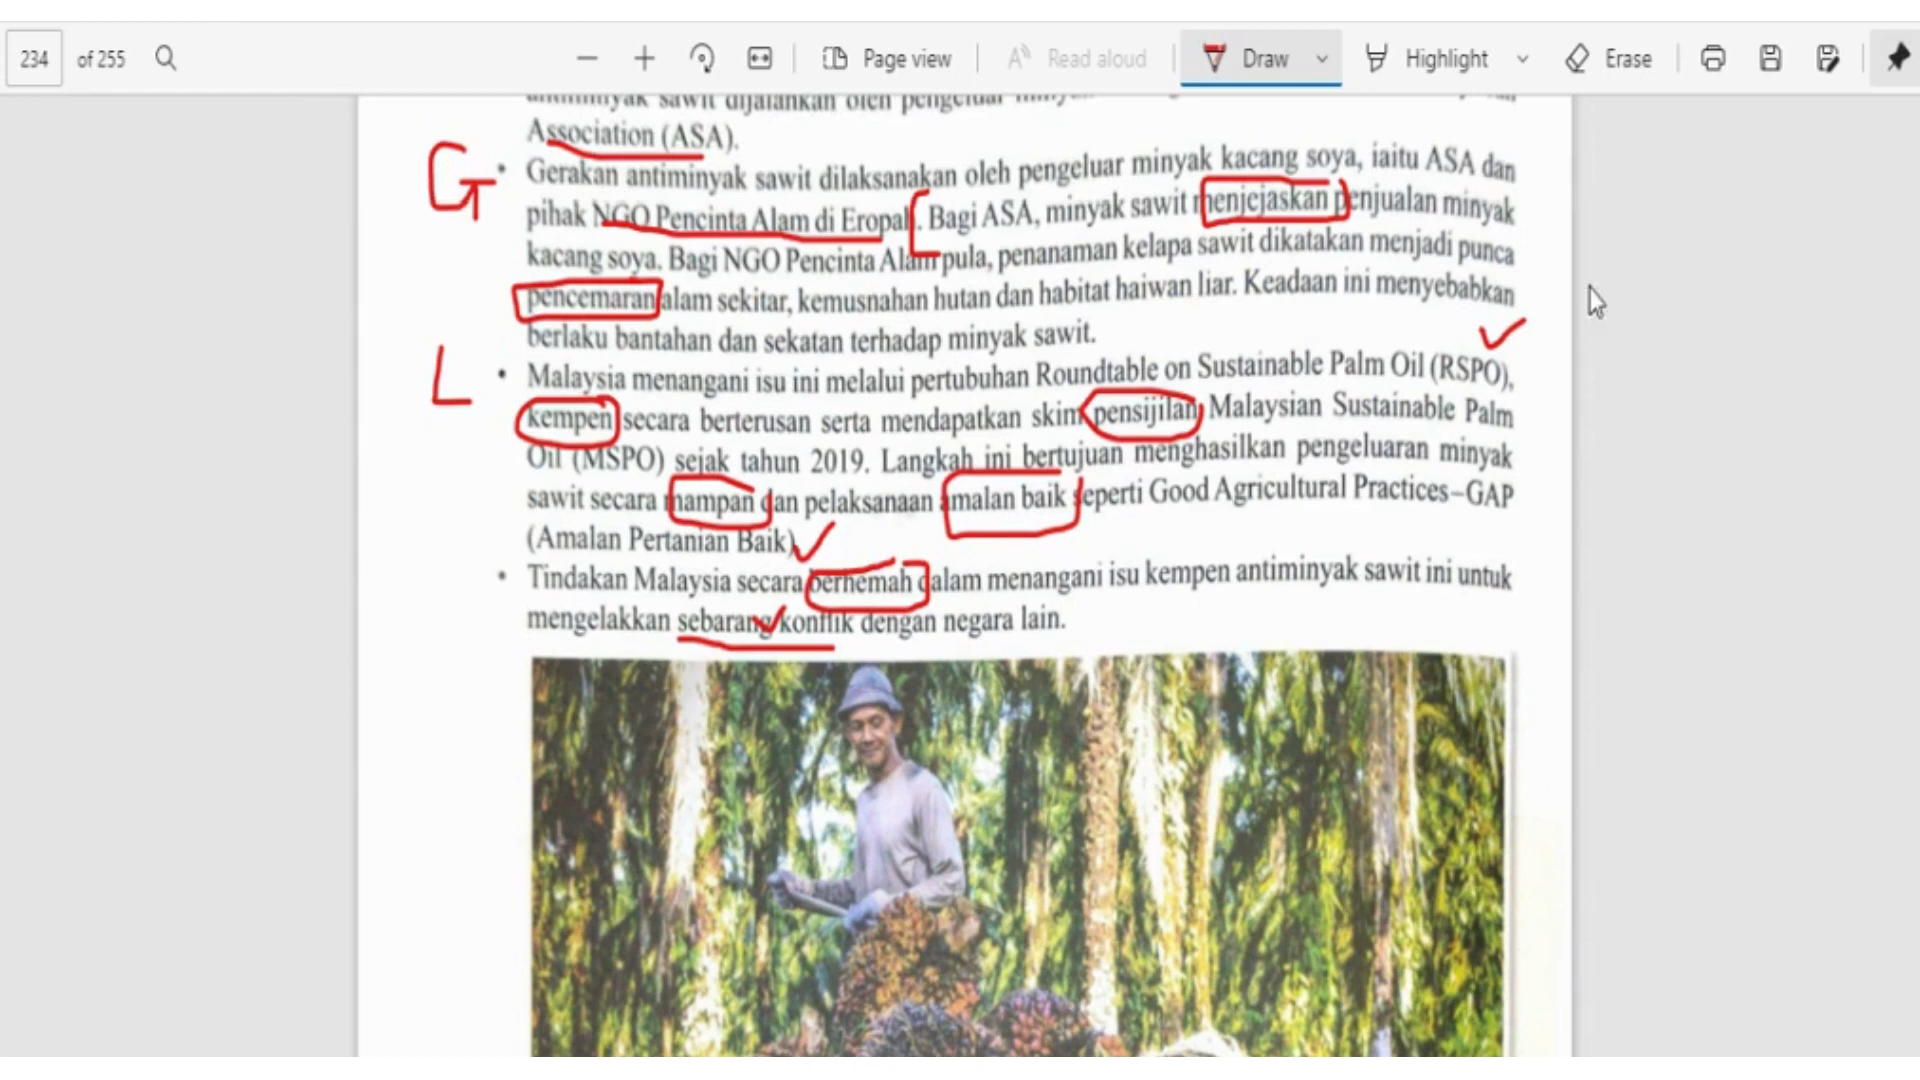 234 of 255 Page view Read aloud Draw Highlight Erase
antiminyak sawit dijalankan oleh pengeluar
Association (ASA).
G
• Gerakan antiminyak sawit dilaksanakan oleh pengeluar minyak kacang soya, iaitu ASA dan
pihak NGO Pencinta Alam di Eropah. Bagi ASA, minyak sawit menjejaskan penjualan minyak
kacang soya. Bagi NGO Pencinta Alam pula, penanaman kelapa sawit dikatakan menjadi punca
pencemaran alam sekitar, kemusnahan hutan dan habitat haiwan liar. Keadaan ini menyebabkan
berlaku bantahan dan sekatan terhadap minyak sawit.
L
• Malaysia menangani isu ini melalui pertubuhan Roundtable on Sustainable Palm Oil (RSPO),
kempen secara berterusan serta mendapatkan skim pensijilan Malaysian Sustainable Palm
Oil (MSPO) sejak tahun 2019. Langkah ini bertujuan menghasilkan pengeluaran minyak
sawit secara mampan dan pelaksanaan amalan baik seperti Good Agricultural Practices–GAP
(Amalan Pertanian Baik).
• Tindakan Malaysia secara berhemah dalam menangani isu kempen antiminyak sawit ini untuk
mengelakkan sebarang konflik dengan negara lain.